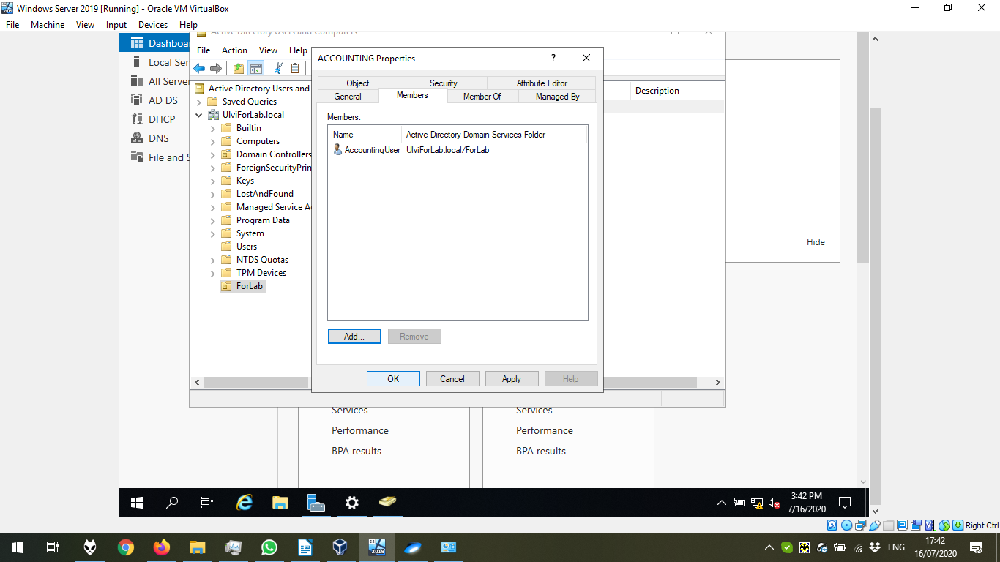 Windows Server 2019 [Running] - Oracle VM VirtualBox
File Machine View Input Devices Help
Active Directory Users and Computers
Dashboa
Local Ser
All Server
AD DS
DHCP
DNS
File and S
File Action View Help
Active Directory Users and
Saved Queries
UlviForLab.local
Builtin
Computers
Domain Controllers
ForeignSecurityPrin
Keys
LostAndFound
Managed Service A
Program Data
System
Users
NTDS Quotas
TPM Devices
ForLab
ACCOUNTING Properties
?
Object Security Attribute Editor
General Members Member Of Managed By
Members:
Name Active Directory Domain Services Folder
AccountingUser UlviForLab.local/ForLab
Add... Remove
OK Cancel Apply Help
Description
Hide
Services
Performance
BPA results
Services
Performance
BPA results
3:42 PM
7/16/2020
Right Ctrl
64
2019
ENG
17:42
16/07/2020